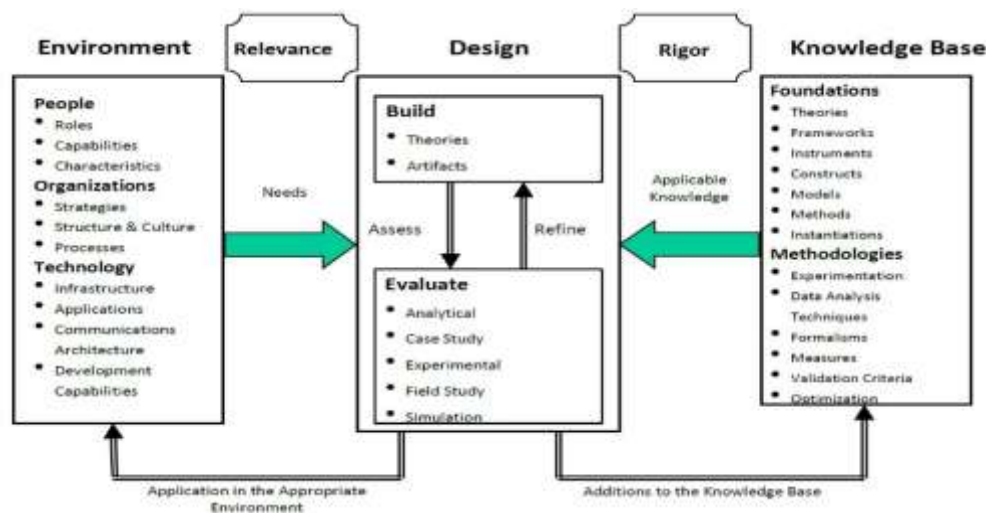 Environment
Relevance
Design
Rigor
Knowledge Base
People
Roles
Capabilities
Characteristics
Organizations
Strategies
Structure & Culture
Processes
Technology
Infrastructure
Applications
Communications
Architecture
Development
Capabilities
Needs
Build
Theories
Artifacts
Assess
Refine
Evaluate
Analytical
Case Study
Experimental
Field Study
Simulation
Applicable
Knowledge
Foundations
Theories
Frameworks
Instruments
Constructs
Models
Methods
Instantiations
Methodologies
Experimentation
Data Analysis
Techniques
Formalisms
Measures
Validation Criteria
Optimization
Application in the Appropriate
Environment
Additions to the Knowledge Base